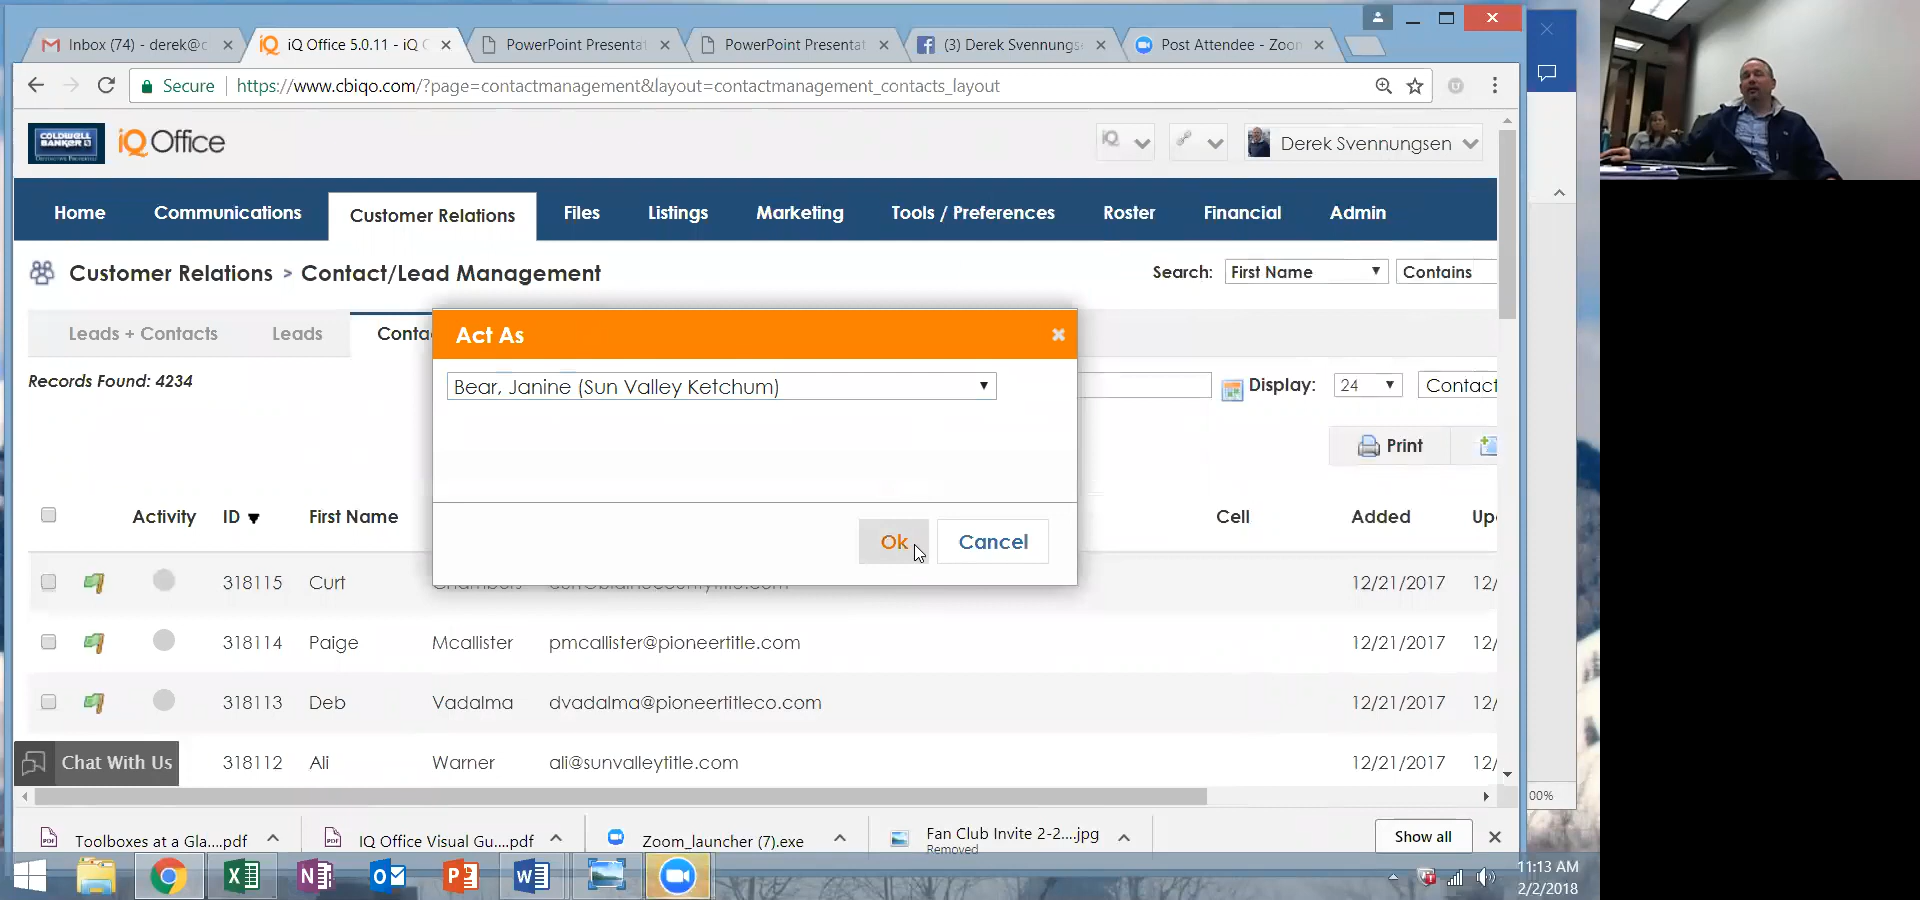 Inbox (74) - derek@c
iQ Office 5.0.11 - iQ
PowerPoint Presentat
PowerPoint Presentat
(3) Derek Svennungs
Post Attendee - Zoo
Secure
https://www.cbiqo.com/?page=contactmanagement&layout=contactmanagement_contacts_layout
COLDWELL BANKER
iQ Office
iQ
Derek Svennungsen
Home
Communications
Customer Relations
Files
Listings
Marketing
Tools / Preferences
Roster
Financial
Admin
Customer Relations > Contact/Lead Management
Search:
First Name
Contains
Leads + Contacts
Leads
Conta
Act As
Records Found: 4234
Bear, Janine (Sun Valley Ketchum)
Display:
24
Contact
Print
Ok
Cancel
Activity
ID
First Name
Cell
Added
Up
318115 Curt 12/21/2017 12/
318114 Paige Mcallister pmcallister@pioneertitle.com 12/21/2017 12/
318113 Deb Vadalma dvadalma@pioneertitleco.com 12/21/2017 12/
318112 Ali Warner ali@sunvalleytitle.com 12/21/2017 12/
Chat With Us
00%
Toolboxes at a Gla....pdf
IQ Office Visual Gu....pdf
Zoom_launcher (7).exe
Fan Club Invite 2-2....jpg
Removed
Show all
11:13 AM
2/2/2018